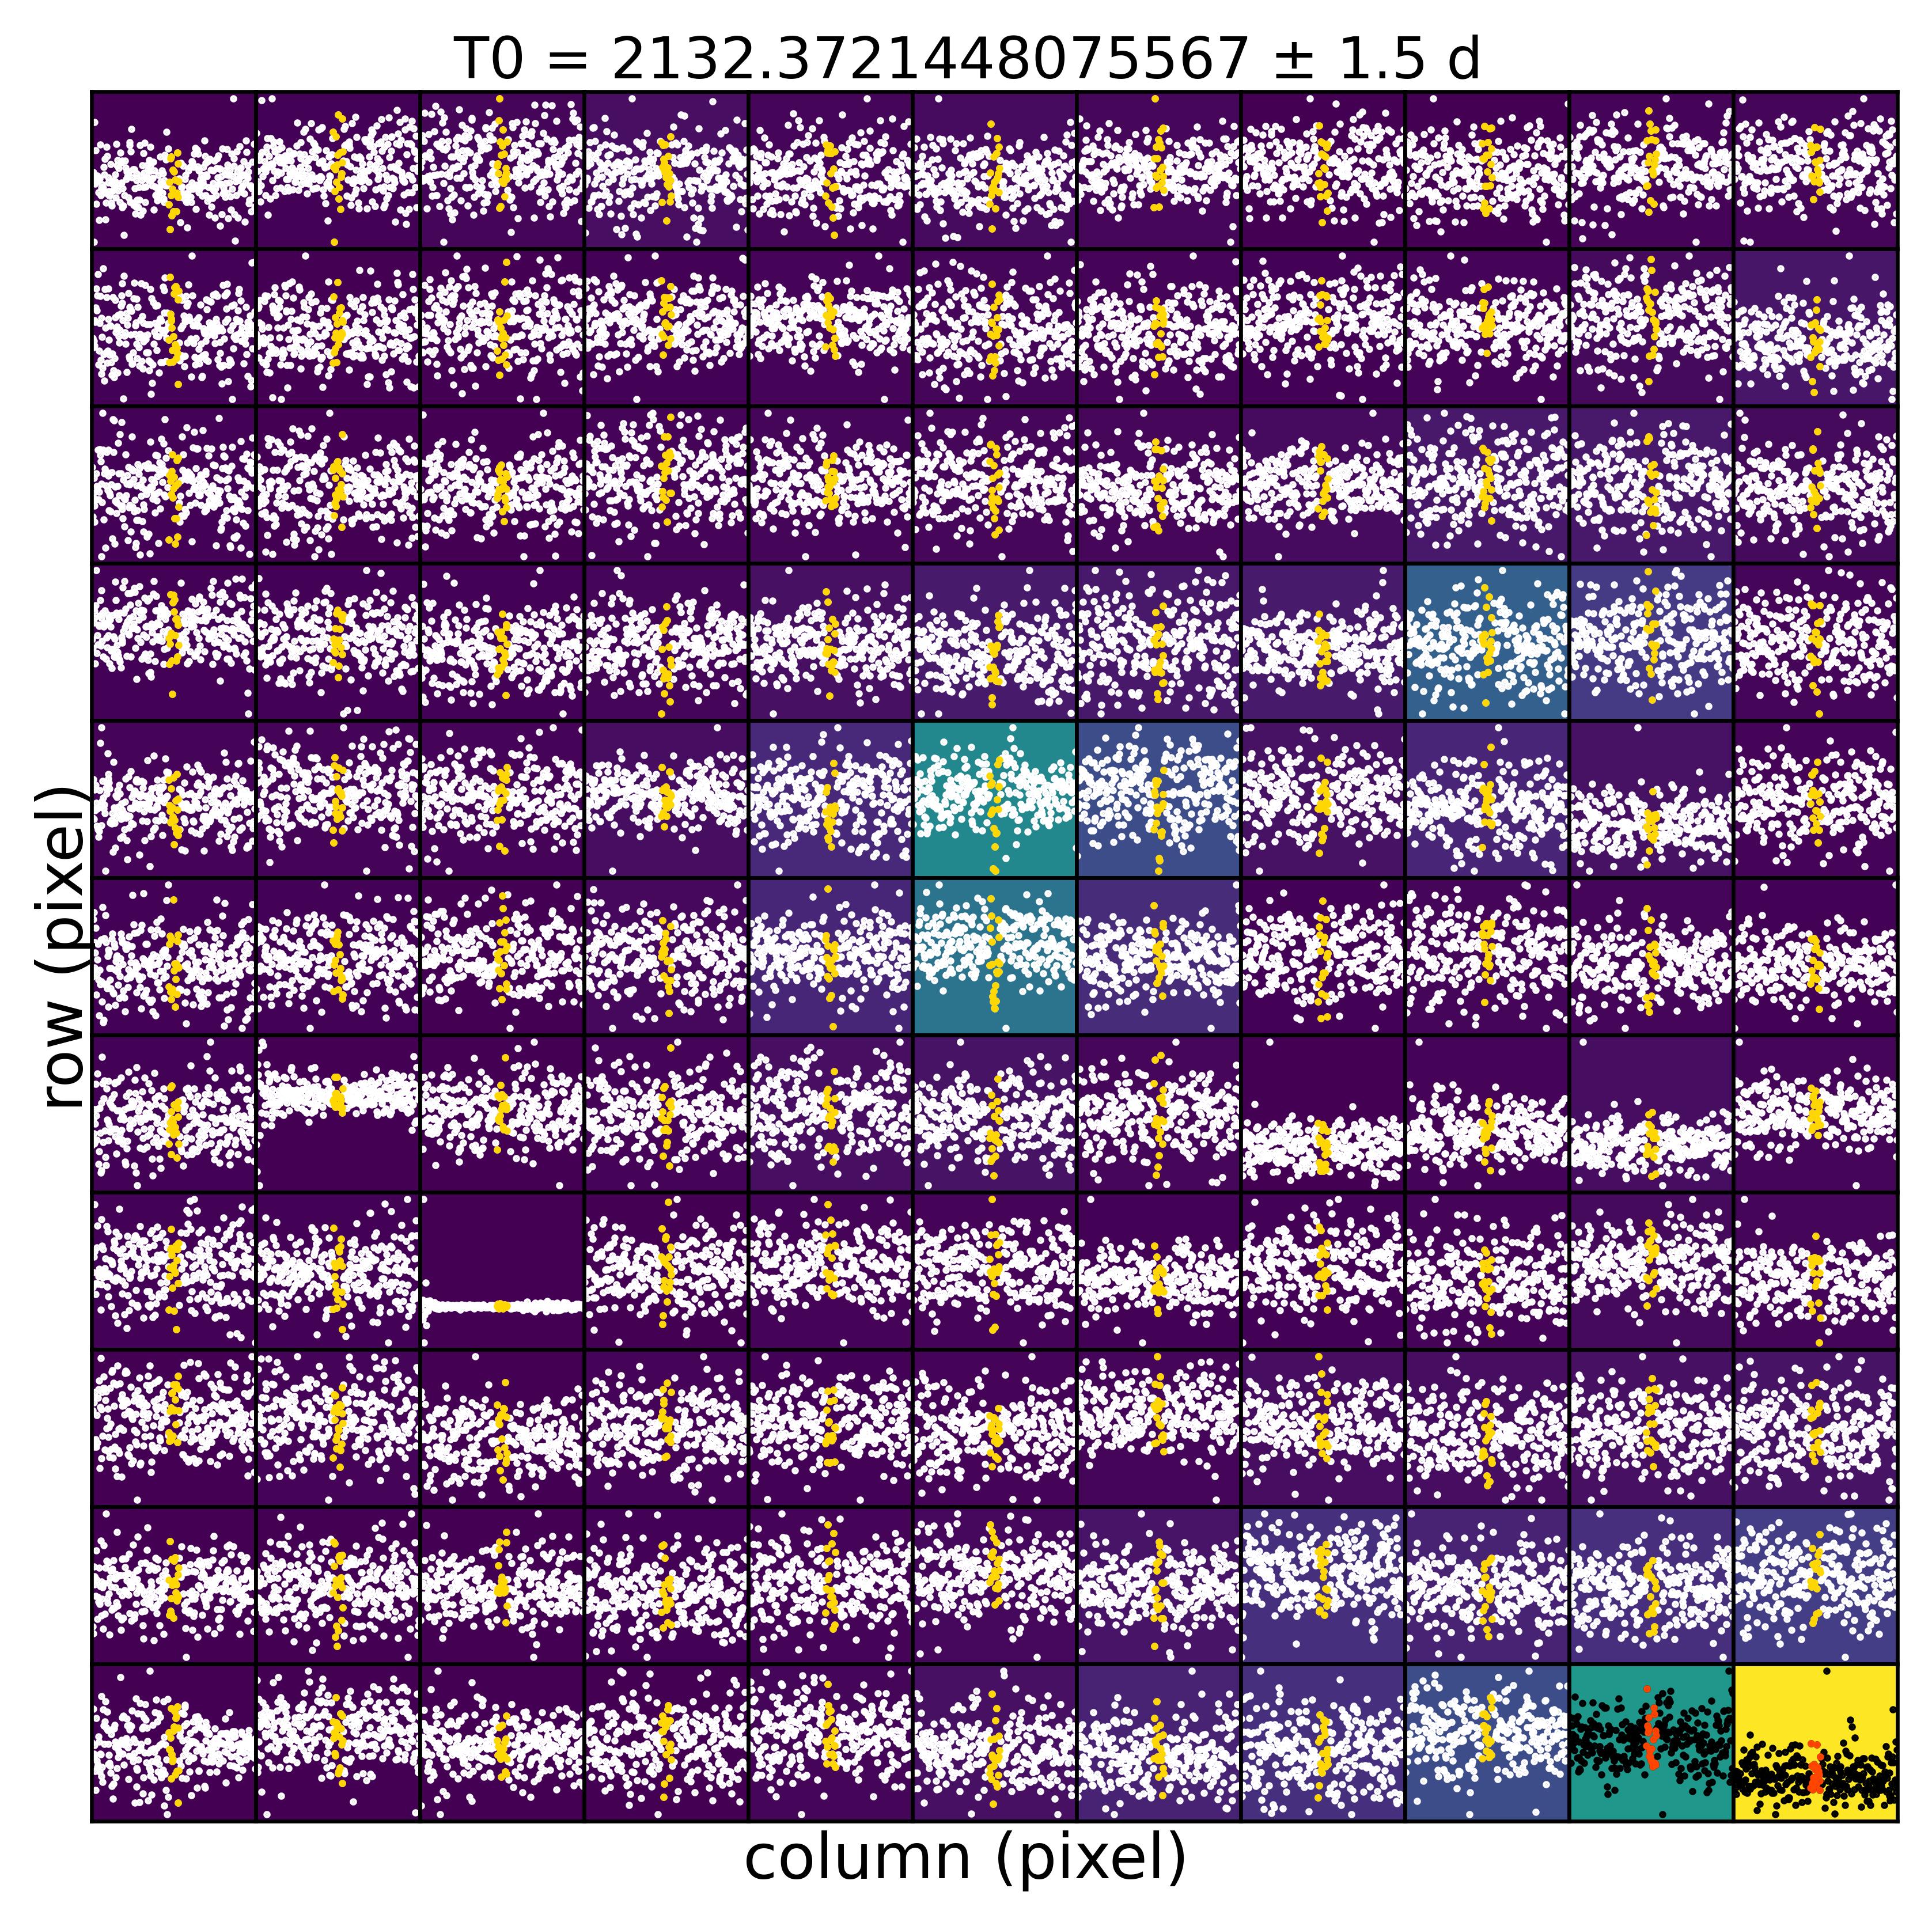 T0 = 2132.3721448075567 ± 1.5 d
row (pixel)
column (pixel)